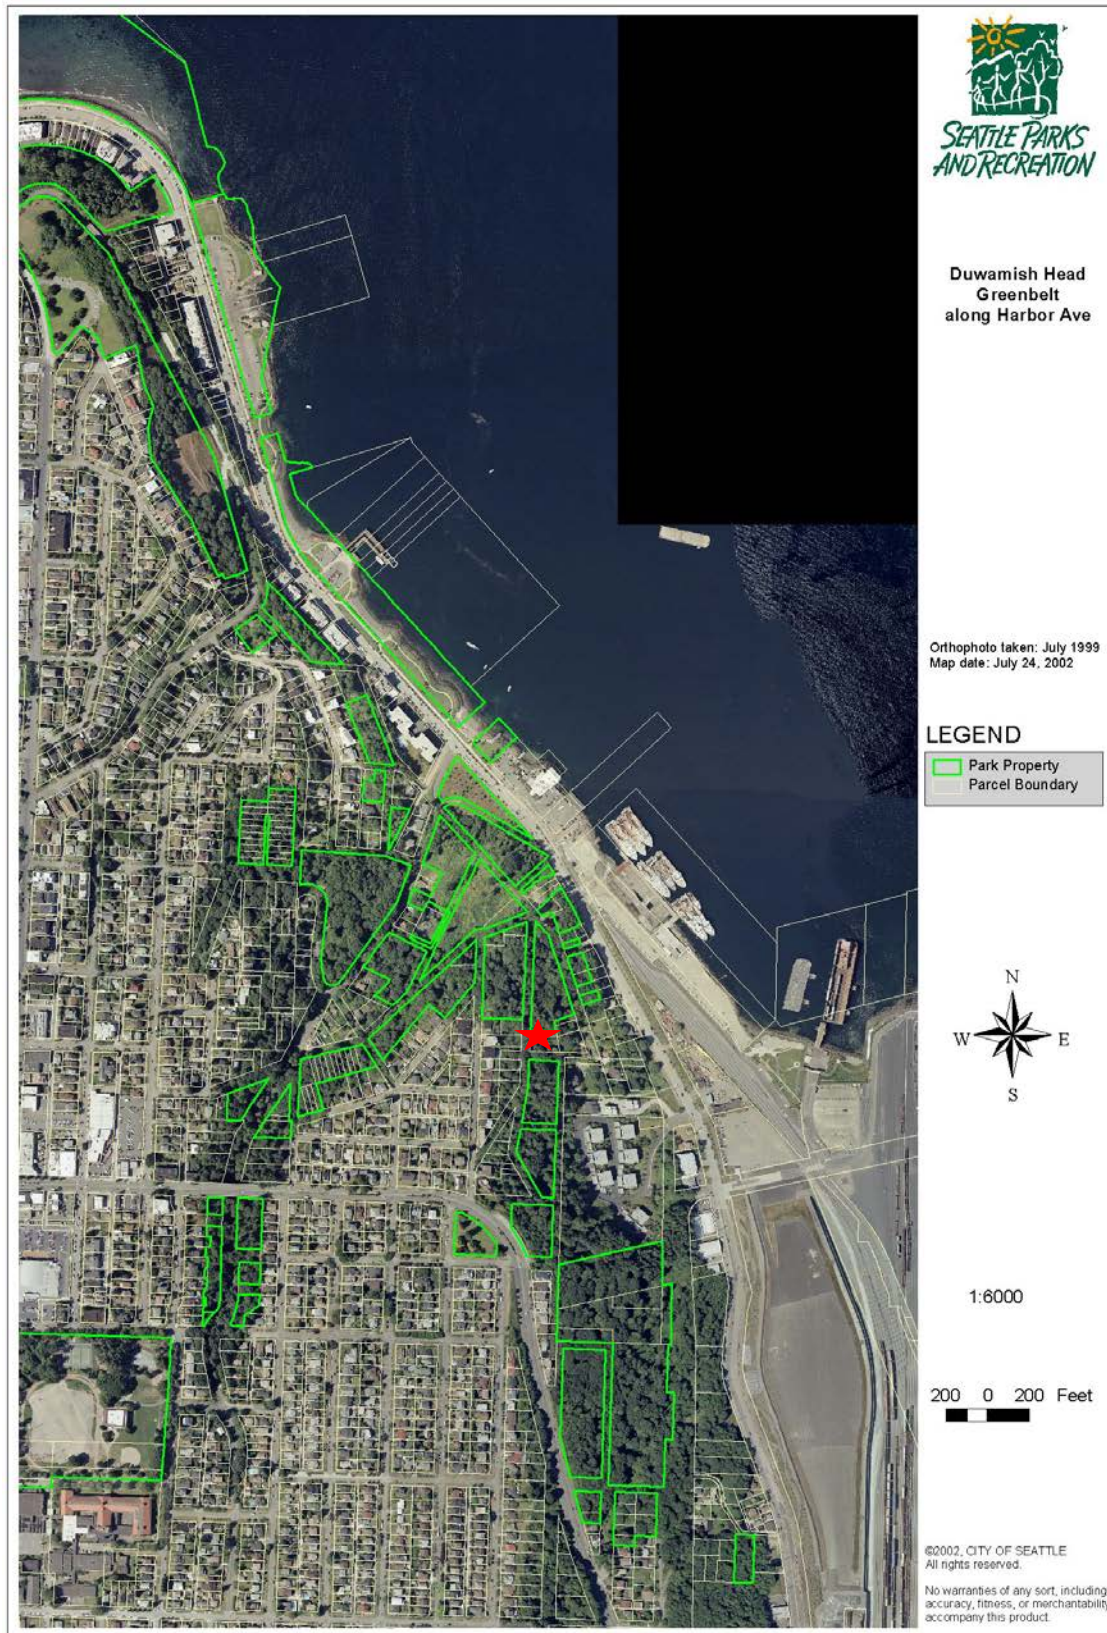 SEATTLE PARKS
AND RECREATION
Duwamish Head
Greenbelt
along Harbor Ave
Orthophoto taken: July 1999
Map date: July 24, 2002
LEGEND
Park Property
Parcel Boundary
N
W E
S
1:6000
200 0 200 Feet
©2002, CITY OF SEATTLE
All rights reserved.
No warranties of any sort, including
accuracy, fitness, or merchantability
accompany this product.